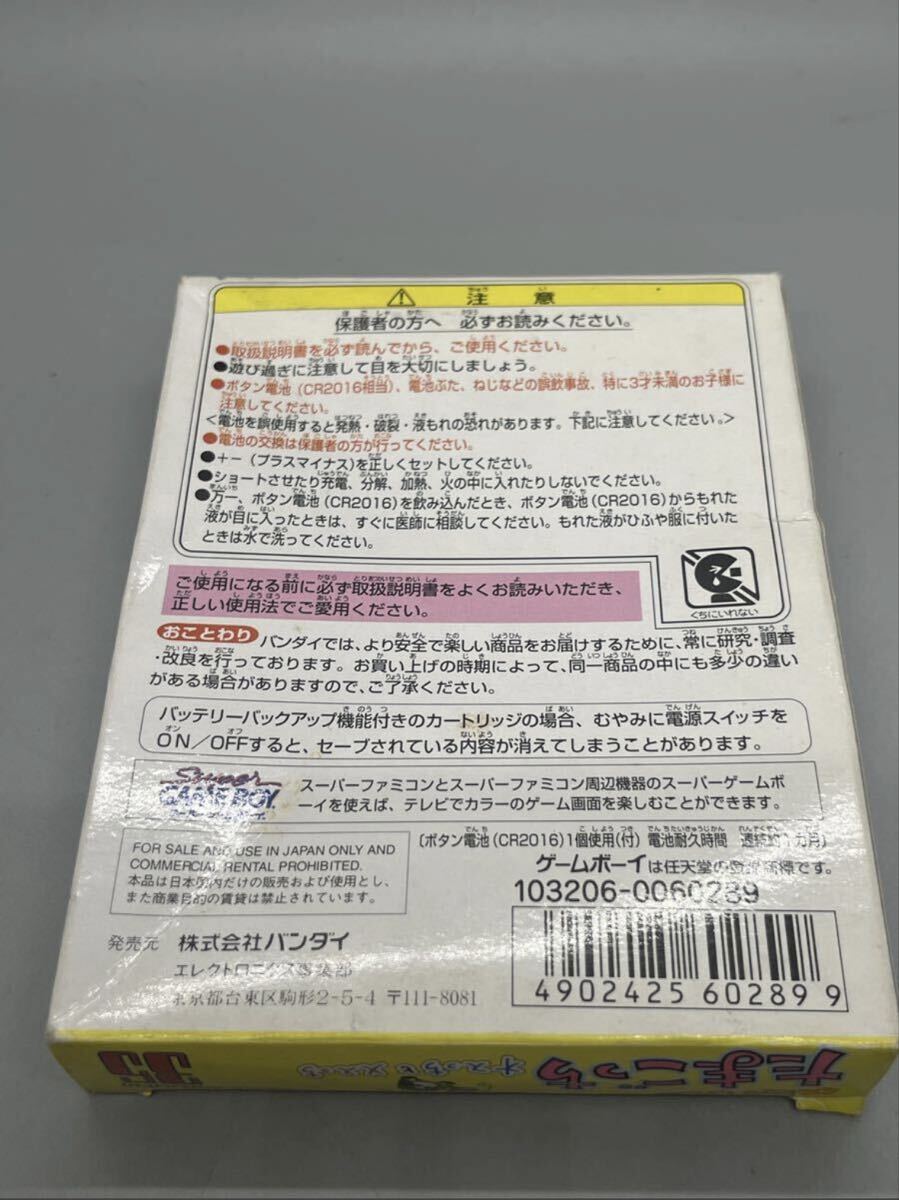 ⚠ 注意
保護者の方へ 必ずお読みください。
●取扱説明書を必ず読んでから、ご使用ください。
●遊び過ぎに注意して目を大切にしましょう。
●ボタン電池(CR2016相当)、電池ぶた、ねじなどの誤飲事故、特に3才未満のお子様に
注意してください。
<電池を誤使用すると発熱・破裂・液もれの恐れがあります。下記に注意してください。>
●電池の交換は保護者の方が行ってください。
●+-(プラスマイナス)を正しくセットしてください。
●ショートさせたり充電、分解、加熱、火の中に入れたりしないでください。
●万一、ボタン電池(CR2016)を飲み込んだとき、ボタン電池(CR2016)からもれた
液が目に入ったときは、すぐに医師に相談してください。もれた液がひふや服に付いた
ときは水で洗ってください。
くちにいれない
ご使用になる前に必ず取扱説明書をよくお読みいただき、
正しい使用法でご愛用ください。
おことわり バンダイでは、より安全で楽しい商品をお届けするために、常に研究・調査
・改良を行っております。お買い上げの時期によって、同一商品の中にも多少の違い
がある場合がありますので、ご了承ください。
バッテリーバックアップ機能付きのカートリッジの場合、むやみに電源スイッチを
ON/OFFすると、セーブされている内容が消えてしまうことがあります。
Super
GAME BOY
スーパーファミコンとスーパーファミコン周辺機器のスーパーゲームボ
ーイを使えば、テレビでカラーのゲーム画面を楽しむことができます。
FOR SALE AND USE IN JAPAN ONLY AND
COMMERCIAL RENTAL PROHIBITED.
本品は日本国内だけの販売および使用とし、
また商業目的の賃貸は禁止されています。
〔ボタン電池(CR2016)1個使用(付) 電池耐久時間 連続約1カ月〕
ゲームボーイは任天堂の登録商標です。
103206-0060289
発売元 株式会社バンダイ
エレクトロニクス事業部
東京都台東区駒形2-5-4 〒111-8081
4902425602899
たまごっち
オスっちとメスっち